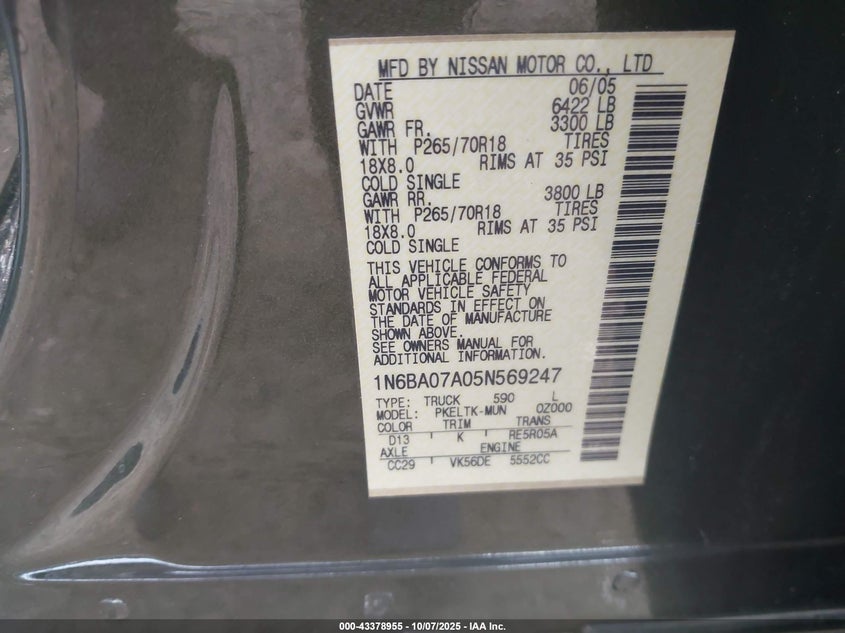 MFD BY NISSAN MOTOR CO., LTD
DATE 06/05
GVWR 6422 LB
GAWR FR. 3300 LB
WITH P265/70R18 TIRES
18X8.0 RIMS AT 35 PSI
COLD SINGLE
GAWR RR. 3800 LB
WITH P265/70R18 TIRES
18X8.0 RIMS AT 35 PSI
COLD SINGLE
THIS VEHICLE CONFORMS TO
ALL APPLICABLE FEDERAL
MOTOR VEHICLE SAFETY
STANDARDS IN EFFECT ON
THE DATE OF MANUFACTURE
SHOWN ABOVE.
SEE OWNERS MANUAL FOR
ADDITIONAL INFORMATION.
1N6BA07A05N569247
TYPE: TRUCK 590 L
MODEL: PKELTK-MUN 0Z000
COLOR TRIM TRANS
D13 K RE5R05A
AXLE ENGINE
CC29 VK56DE 5552CC
000-43378955 - 10/07/2025 - IAA Inc.